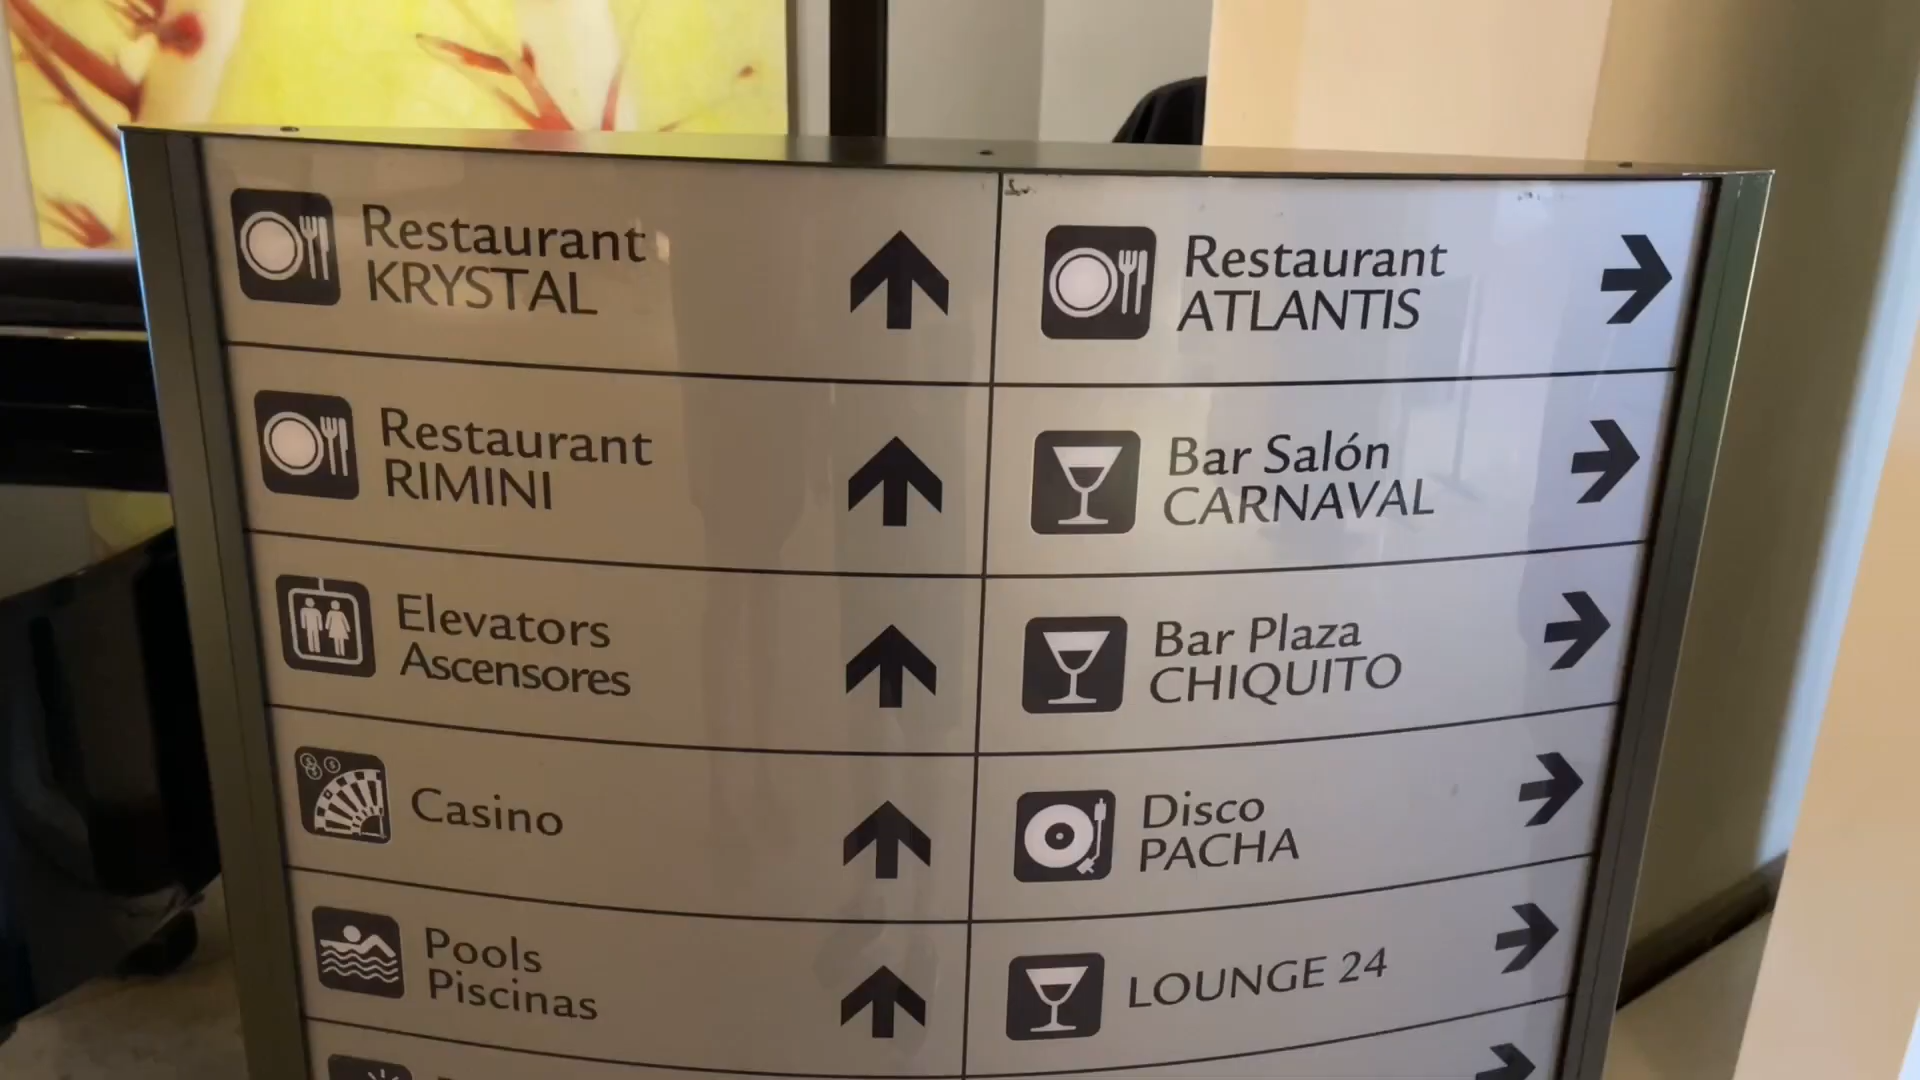 Restaurant
KRYSTAL
Restaurant
RIMINI
Elevators
Ascensores
Casino
Pools
Piscinas
Restaurant
ATLANTIS
Bar Salón
CARNAVAL
Bar Plaza
CHIQUITO
Disco
PACHA
LOUNGE 24